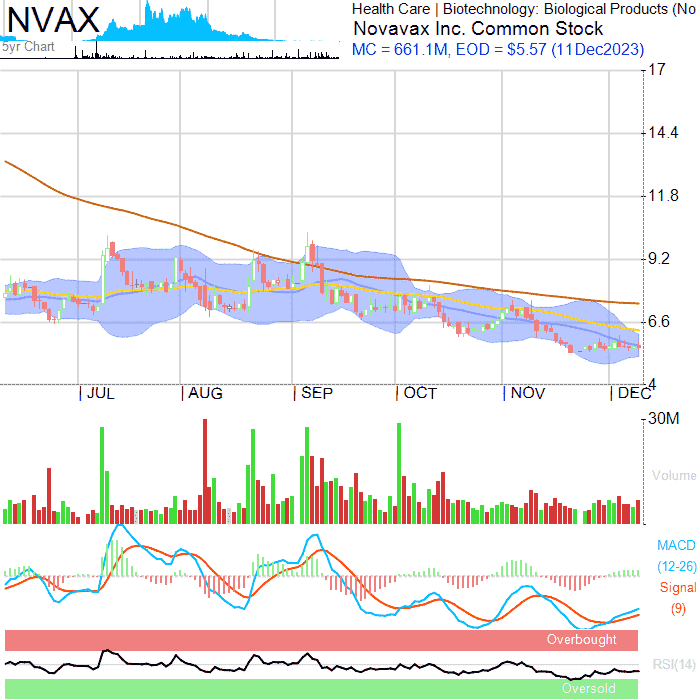 NVAX
5yr Chart
Health Care | Biotechnology: Biological Products (No
Novavax Inc. Common Stock
MC = 661.1M, EOD = $5.57 (11Dec2023)
17
14.4
11.8
9.2
6.6
4
JUL AUG SEP OCT NOV DEC
30M
Volume
MACD
(12-26)
Signal
(9)
Overbought
RSI(14)
Oversold